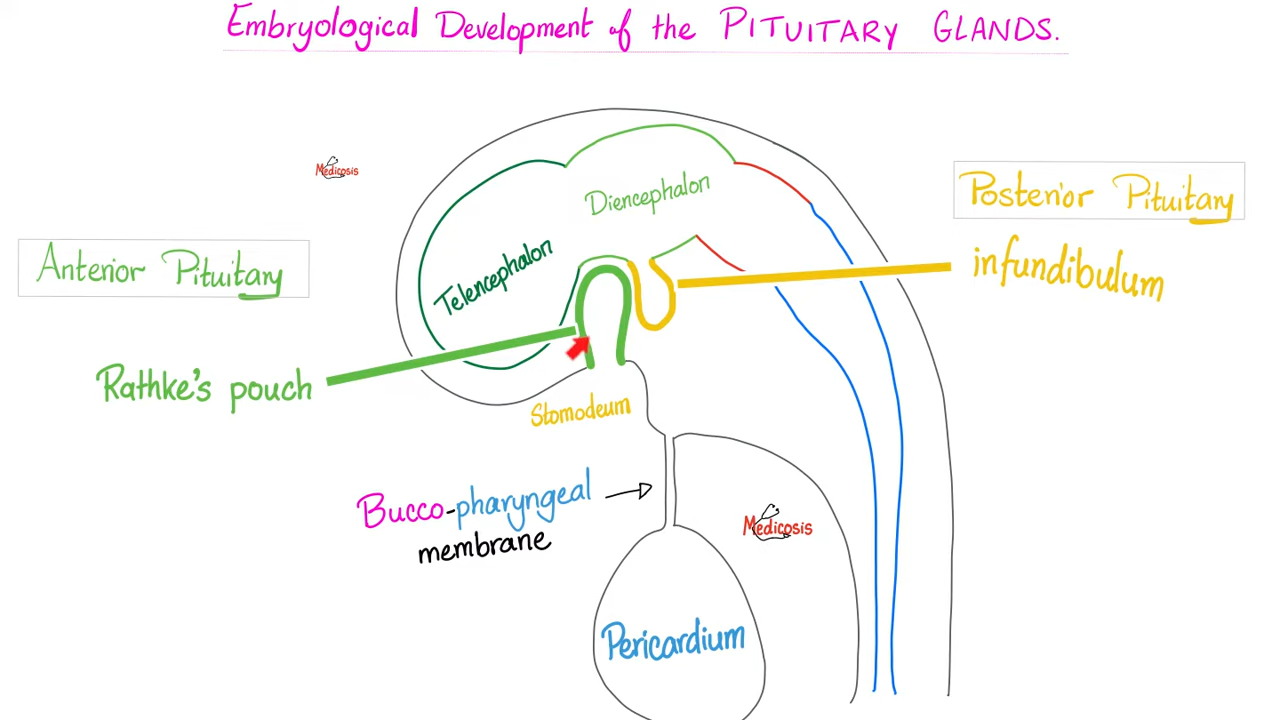 Embryological Development of the PITUITARY GLANDS.
Medicosis
Posterior Pituitary
Diencephalon
Anterior Pituitary
Telencephalon
infundibulum
Rathke's pouch
Stomodeum
Bucco-pharyngeal
membrane
Medicosis
Pericardium